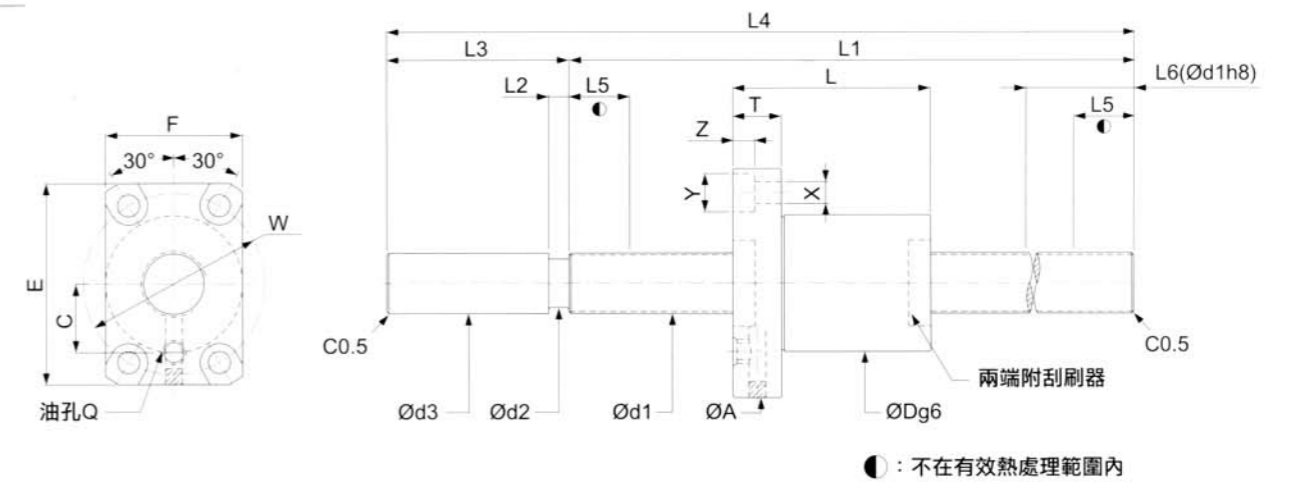 L4
L3
L1
L2
L5
L
L6(Ød1h8)
T
L5
Z
F
30°
30°
Y
X
W
E
C
C0.5
C0.5
兩端附刮刷器
油孔Q
Ød3
Ød2
Ød1
ØA
ØDg6
：不在有效熱處理範圍內